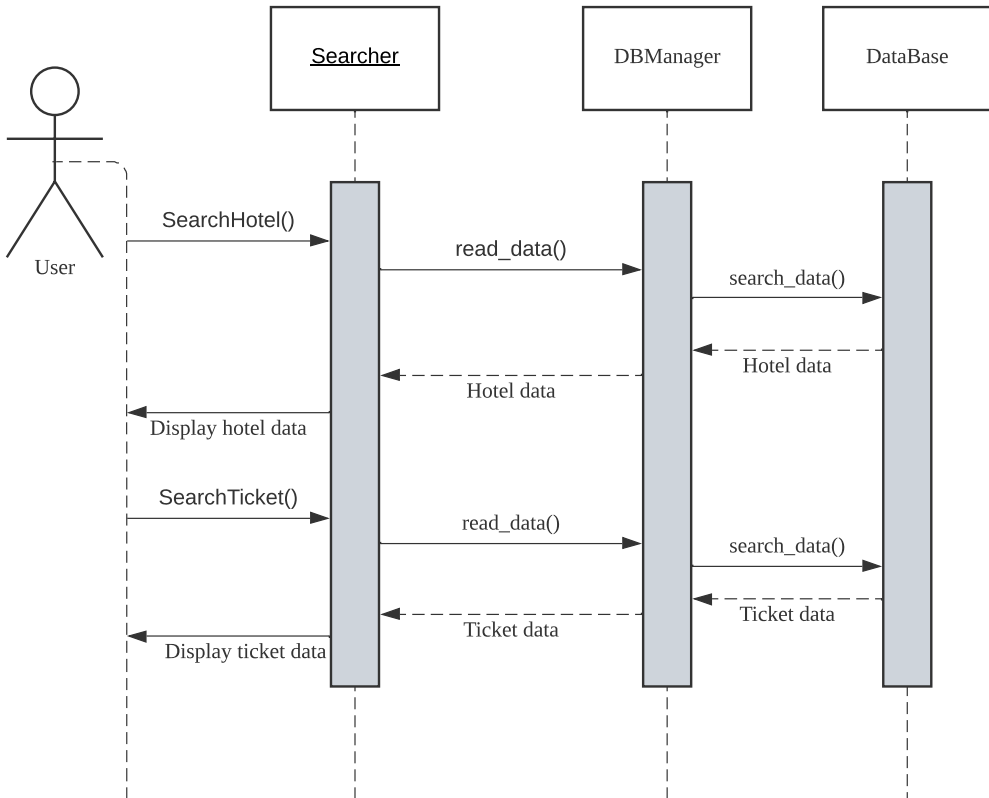 Searcher
DBManager
DataBase
User
SearchHotel()
read_data()
search_data()
Hotel data
Hotel data
Display hotel data
SearchTicket()
read_data()
search_data()
Ticket data
Ticket data
Display ticket data